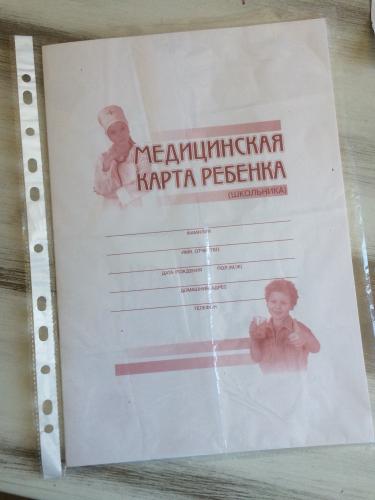 МЕДИЦИНСКАЯ
КАРТА РЕБЕНКА
(ШКОЛЬНИКА)
ФАМИЛИЯ
ИМЯ, ОТЧЕСТВО
ДАТА РОЖДЕНИЯ ПОЛ (М/Ж)
ДОМАШНИЙ АДРЕС
ТЕЛЕФОН